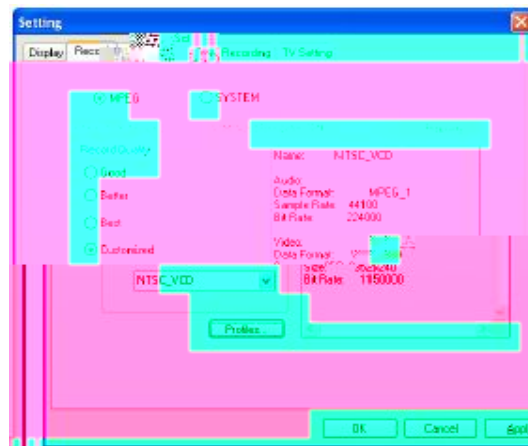 Setting
Display
Recording
TV Setting
MPEG
SYSTEM
Record Quality
Good
Better
Best
Customized
Name: NTSC_VCD
Audio:
Data Format: MPEG_1
Sample Rate: 44100
Bit Rate: 224000
Video:
Data Format:
Size:
Bit Rate: 1150000
NTSC_VCD
Profiles...
OK
Cancel